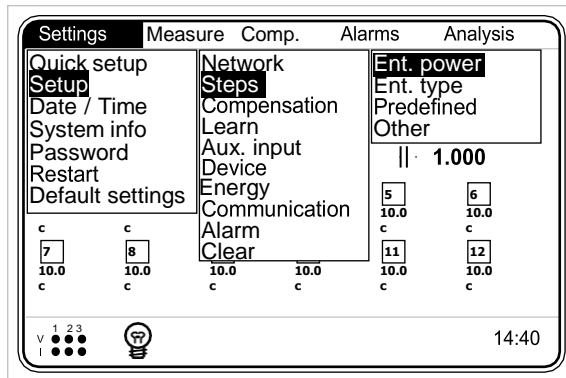 Settings Measure Comp. Alarms Analysis
Quick setup
Setup
Date / Time
System info
Password
Restart
Default settings
Network
Steps
Compensation
Learn
Aux. input
Device
Energy
Communication
Alarm
Clear
Ent. power
Ent. type
Predefined
Other
1.000
5 6
10.0 10.0
c c c c
7 8 11 12
10.0 10.0 10.0 10.0 10.0 10.0
c c c c c c
1 2 3
V
I
14:40